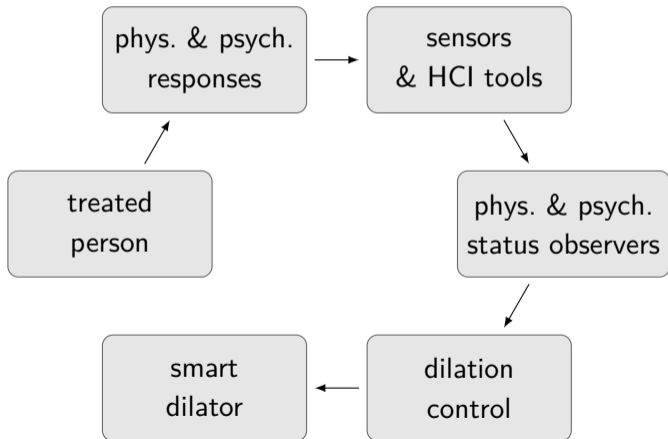 phys. & psych.
responses
sensors
& HCI tools
treated
person
phys. & psych.
status observers
smart
dilator
dilation
control